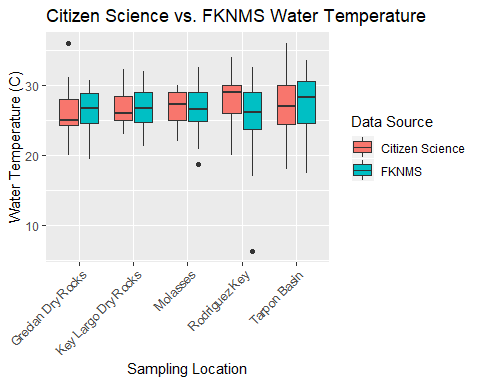 Citizen Science vs. FKNMS Water Temperature
Water Temperature (C)
30
20
10
Grecian Dry Rocks
Key Largo Dry Rocks
Molasses
Rodriguez Key
Tarpon Basin
Sampling Location
Data Source
Citizen Science
FKNMS